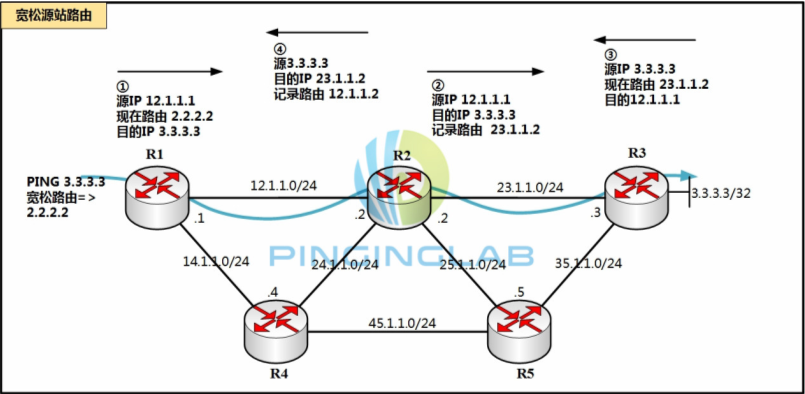 宽松源站路由
④
源3.3.3.3
目的IP 23.1.1.2
记录路由 12.1.1.2
③
源IP 3.3.3.3
现在路由 23.1.1.2
目的12.1.1.1
①
源IP 12.1.1.1
现在路由 2.2.2.2
目的IP 3.3.3.3
②
源IP 12.1.1.1
目的IP 3.3.3.3
记录路由 23.1.1.2
R1
R2
R3
PING 3.3.3.3
宽松路由=>
2.2.2.2
12.1.1.0/24
23.1.1.0/24
3.3.3.3/32
.1
.2
.2
.3
PINGINGLAB
14.1.1.0/24
24.1.1.0/24
25.1.1.0/24
35.1.1.0/24
.4
.5
45.1.1.0/24
R4
R5